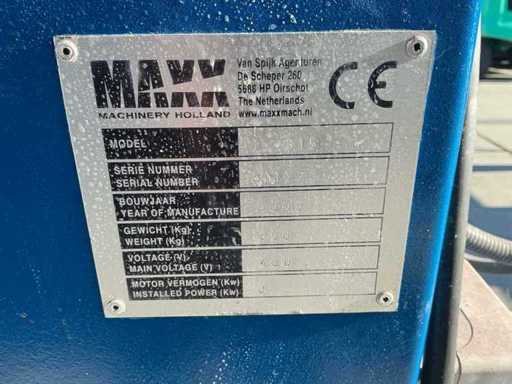 MAXX
MACHINERY HOLLAND
Van Spijk Agenturen
De Scheper 260
5688 HP Oirschot
The Netherlands
www.maxxmach.nl
CE
MODEL
SERIE NUMMER
SERIAL NUMBER
BOUWJAAR
YEAR OF MANUFACTURE
GEWICHT (Kg)
WEIGHT (Kg)
VOLTAGE (V)
MAIN VOLTAGE (V)
MOTOR VERMOGEN (Kw)
INSTALLED POWER (Kw)